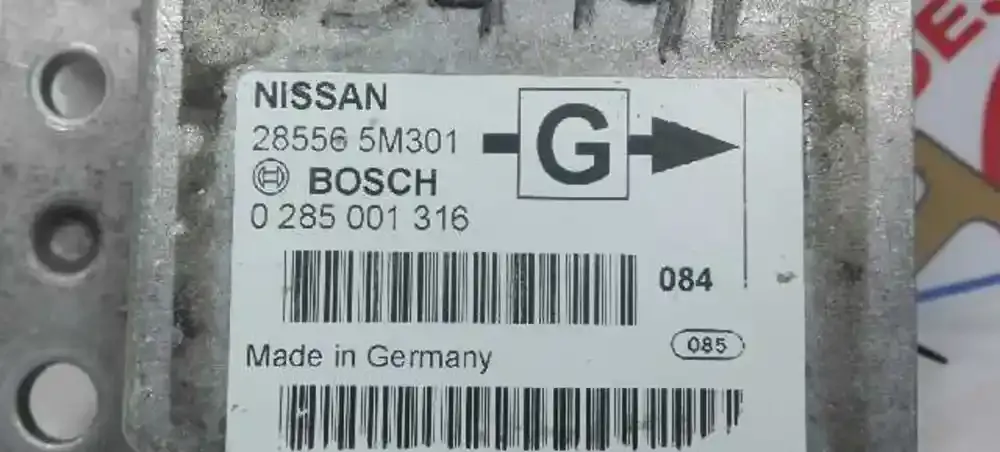 NISSAN
28556 5M301
G
BOSCH
0 285 001 316
084
085
Made in Germany